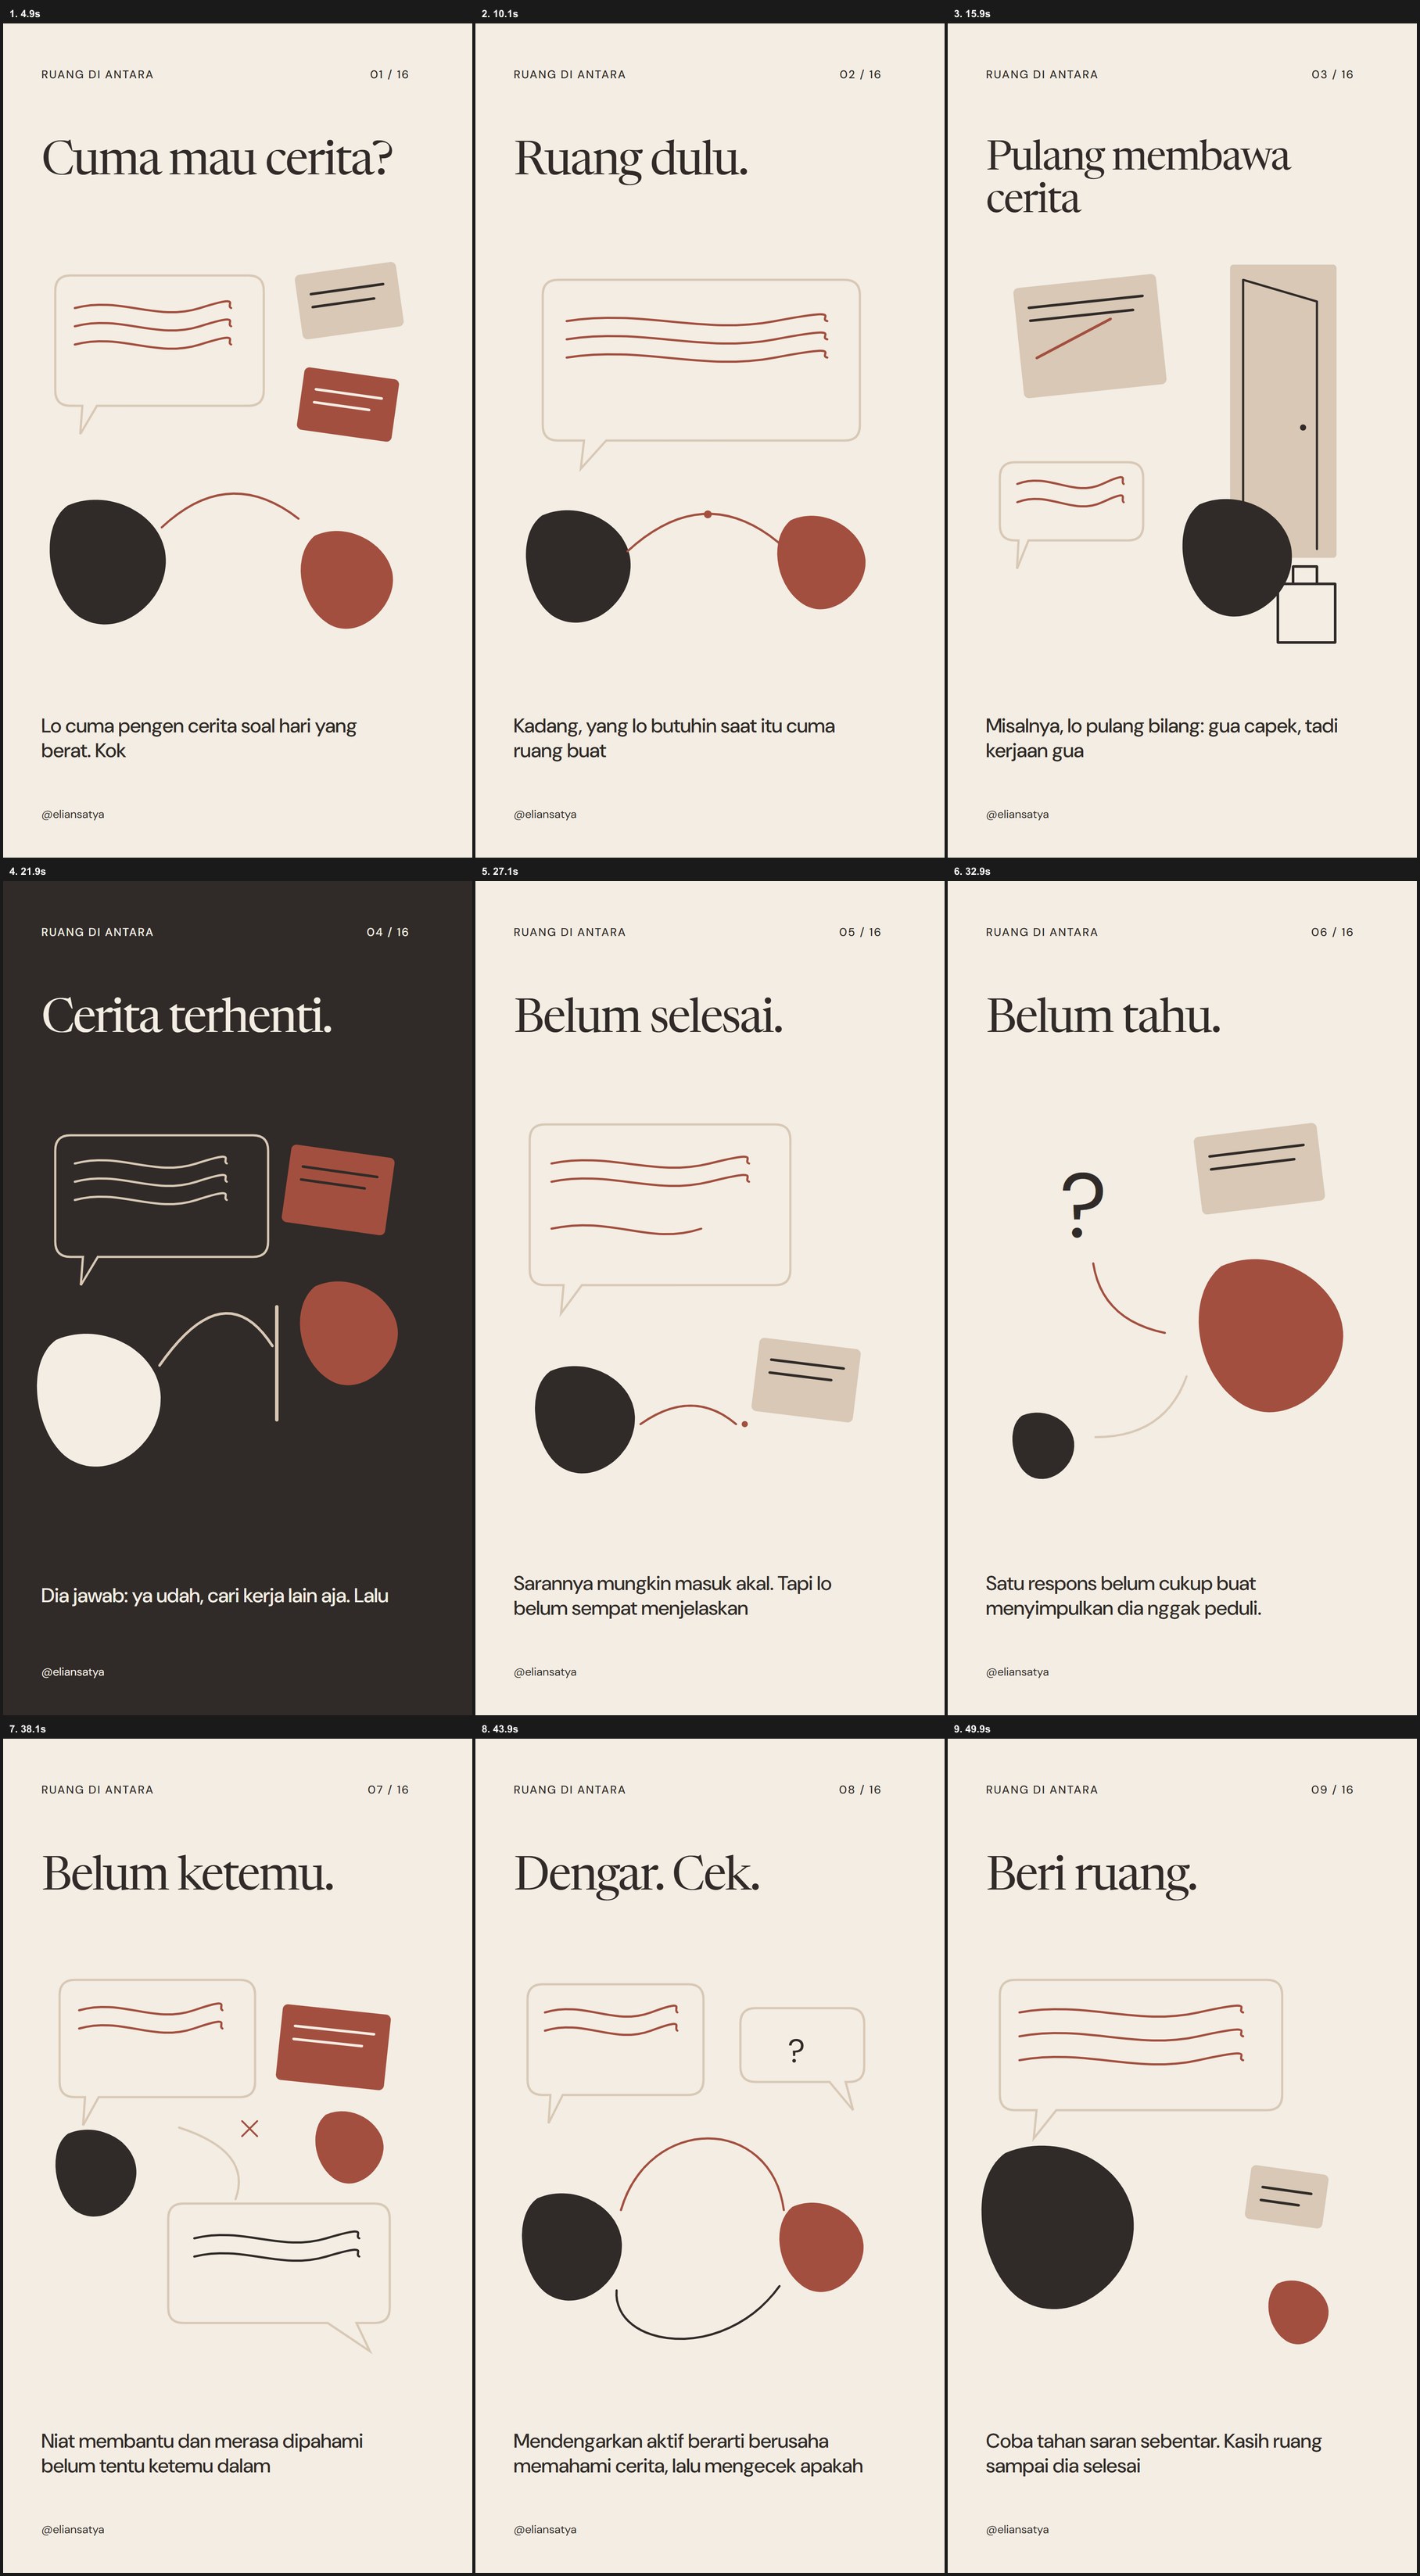 1. 4.9s
RUANG DI ANTARA
01 / 16
Cuma mau cerita?
Lo cuma pengen cerita soal hari yang
berat. Kok
@eliansatya
2. 10.1s
RUANG DI ANTARA
02 / 16
Ruang dulu.
Kadang, yang lo butuhin saat itu cuma
ruang buat
@eliansatya
3. 15.9s
RUANG DI ANTARA
03 / 16
Pulang membawa
cerita
Misalnya, lo pulang bilang: gua capek, tadi
kerjaan gua
@eliansatya
4. 21.9s
RUANG DI ANTARA
04 / 16
Cerita terhenti.
Dia jawab: ya udah, cari kerja lain aja. Lalu
@eliansatya
5. 27.1s
RUANG DI ANTARA
05 / 16
Belum selesai.
Sarannya mungkin masuk akal. Tapi lo
belum sempat menjelaskan
@eliansatya
6. 32.9s
RUANG DI ANTARA
06 / 16
Belum tahu.
?
Satu respons belum cukup buat
menyimpulkan dia nggak peduli.
@eliansatya
7. 38.1s
RUANG DI ANTARA
07 / 16
Belum ketemu.
Niat membantu dan merasa dipahami
belum tentu ketemu dalam
@eliansatya
8. 43.9s
RUANG DI ANTARA
08 / 16
Dengar. Cek.
?
Mendengarkan aktif berarti berusaha
memahami cerita, lalu mengecek apakah
@eliansatya
9. 49.9s
RUANG DI ANTARA
09 / 16
Beri ruang.
Coba tahan saran sebentar. Kasih ruang
sampai dia selesai
@eliansatya